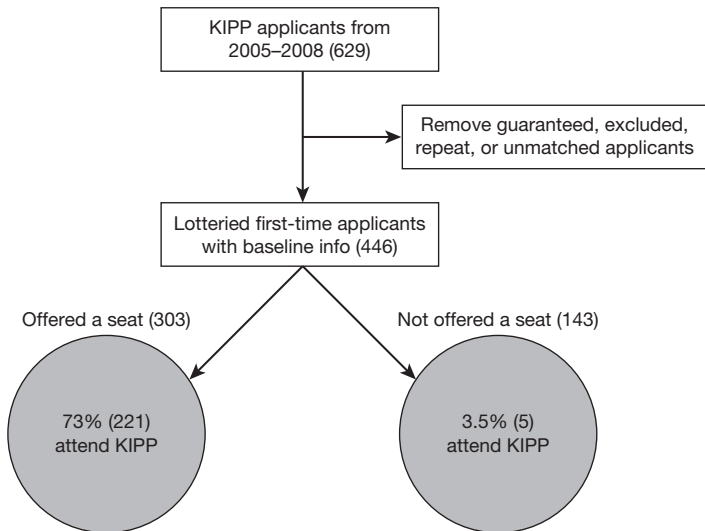 KIPP applicants from
2005–2008 (629)
Remove guaranteed, excluded,
repeat, or unmatched applicants
Lotteried first-time applicants
with baseline info (446)
Offered a seat (303)
Not offered a seat (143)
73% (221)
attend KIPP
3.5% (5)
attend KIPP